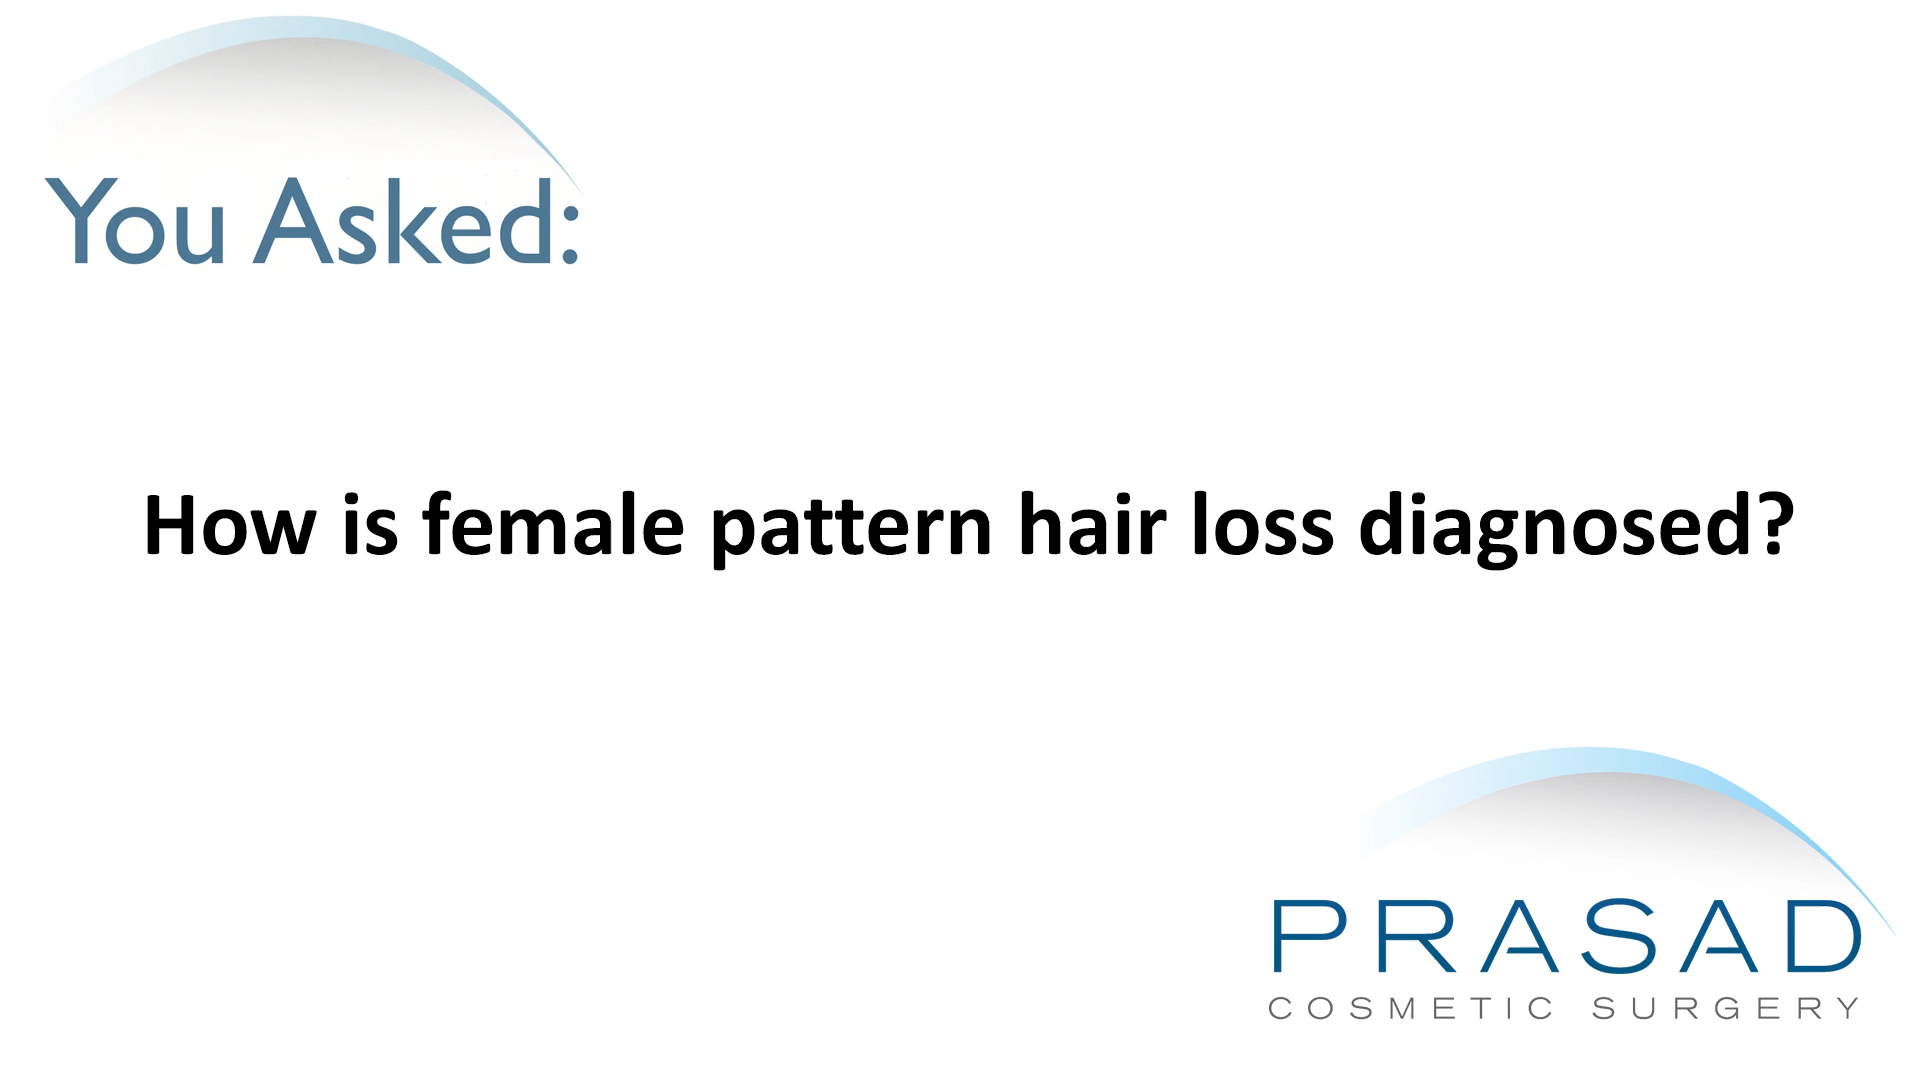 You Asked:
How is female pattern hair loss diagnosed?
PRASAD
COSMETIC SURGERY